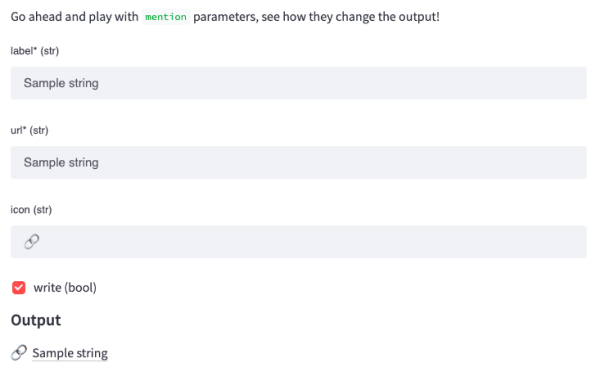 Go ahead and play with mention parameters, see how they change the output!
label* (str)
Sample string
url* (str)
Sample string
icon (str)
🔗
write (bool)
Output
🔗 Sample string